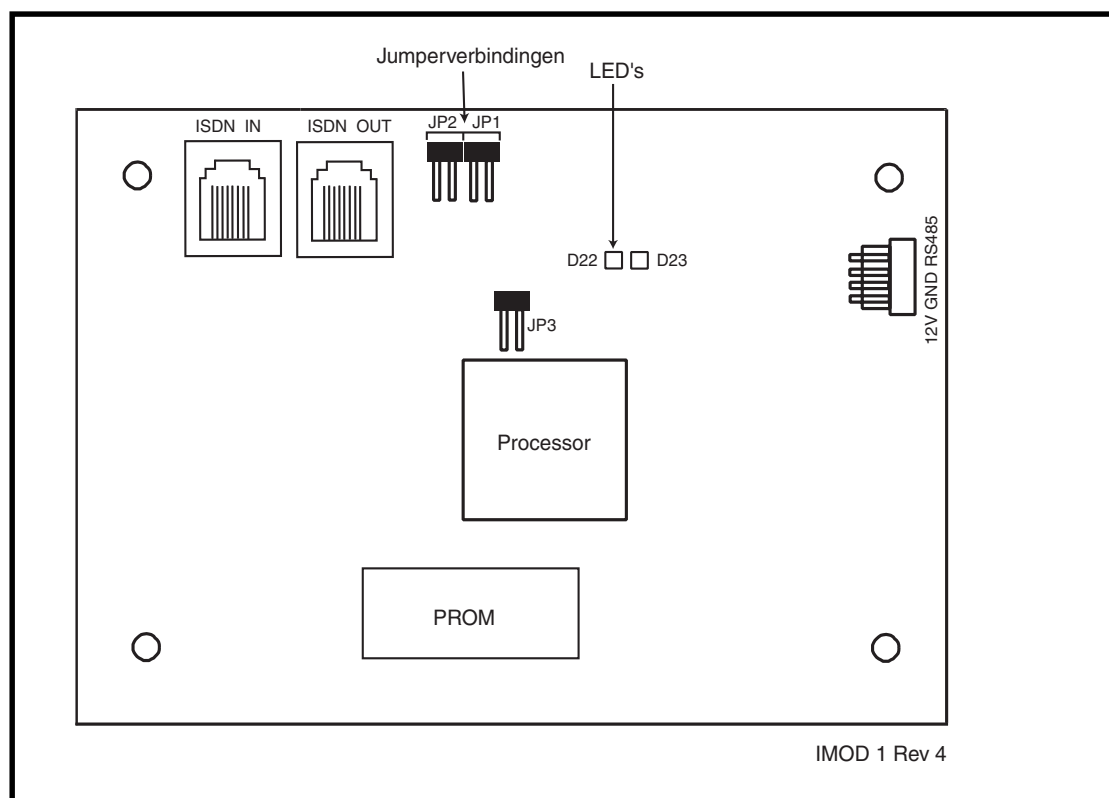 Jumperverbindingen
LED's
ISDN IN
ISDN OUT
JP2
JP1
D22
D23
12V GND RS485
JP3
Processor
PROM
IMOD 1 Rev 4